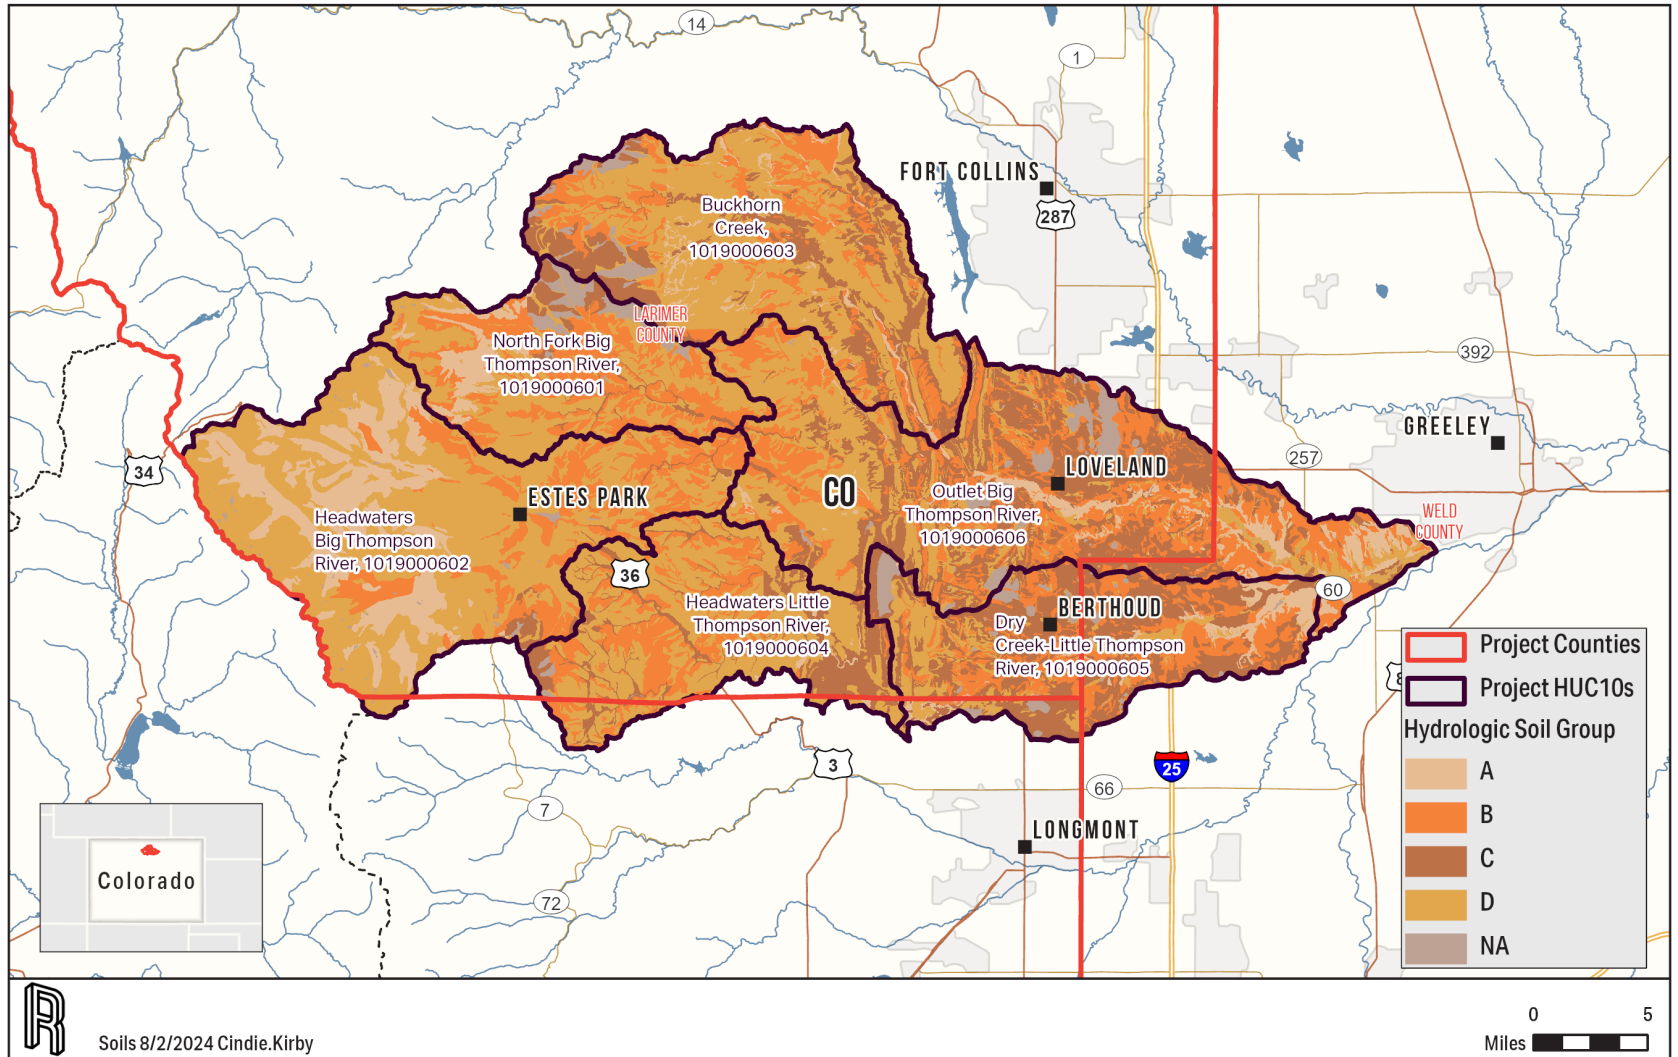 14
1
FORT COLLINS
287
Buckhorn
Creek,
1019000603
LARIMER
COUNTY
North Fork Big
Thompson River,
1019000601
392
GREELEY
34
257
LOVELAND
ESTES PARK
CO
Outlet Big
Thompson River,
1019000606
WELD
COUNTY
Headwaters
Big Thompson
River, 1019000602
36
60
Headwaters Little
Thompson River,
1019000604
BERTHOUD
Dry
Creek-Little Thompson
River, 1019000605
Project Counties
Project HUC10s
Hydrologic Soil Group
A
B
C
D
NA
3
25
66
7
LONGMONT
72
Colorado
R
Soils 8/2/2024 Cindie.Kirby
0 5
Miles